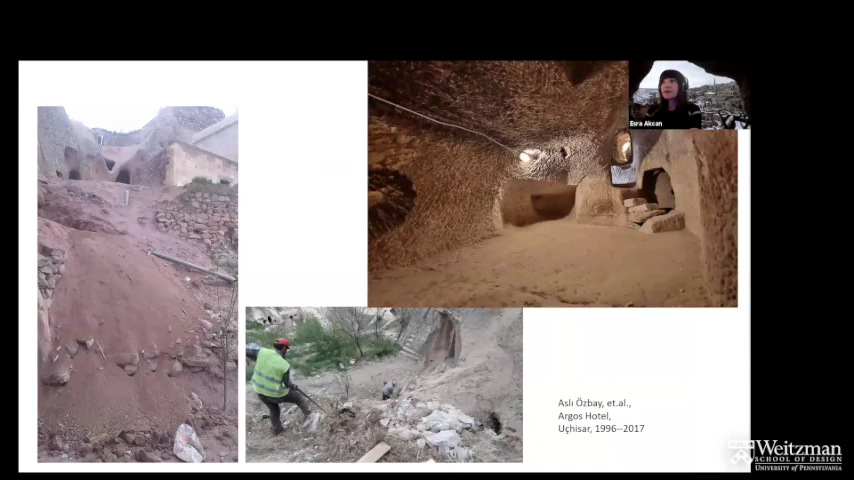 Esra Akcan
Aslı Özbay, et.al.,
Argos Hotel,
Uçhisar, 1996--2017
Weitzman
SCHOOL OF DESIGN
UNIVERSITY of PENNSYLVANIA